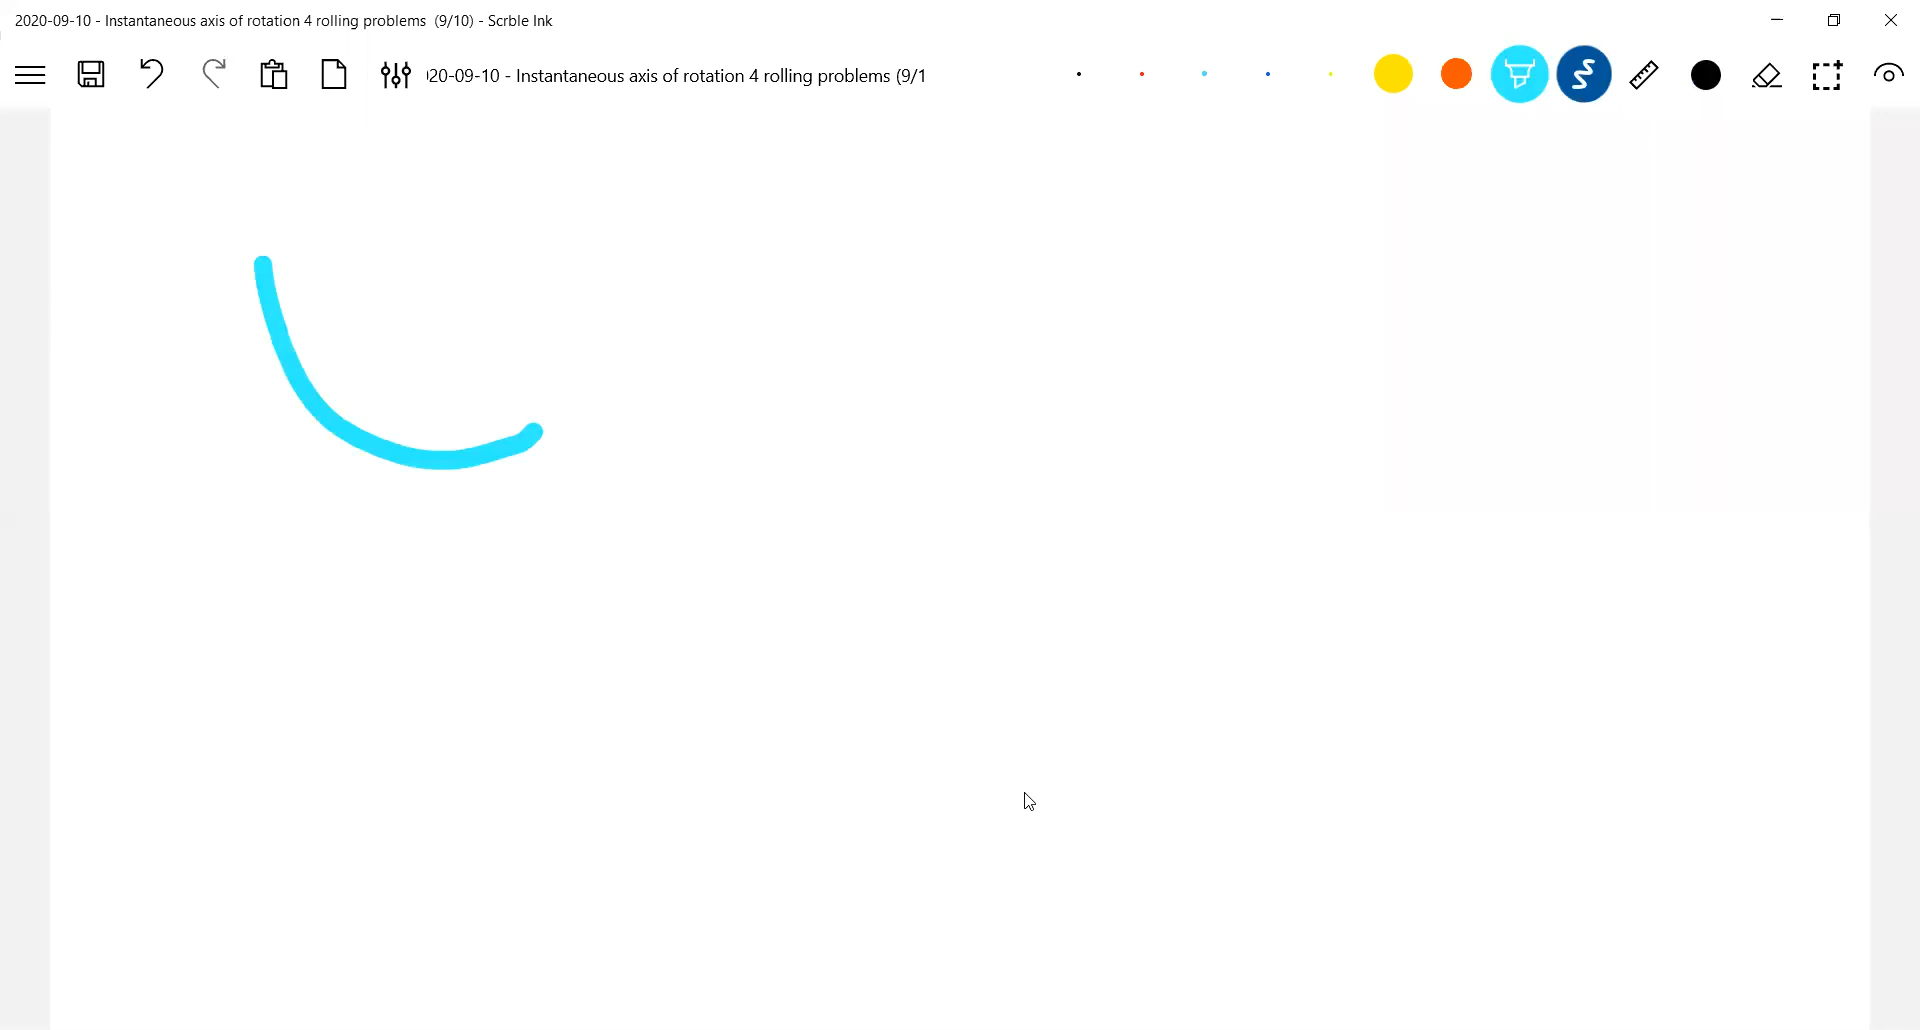 2020-09-10 - Instantaneous axis of rotation 4 rolling problems (9/10) - Scrble Ink
20-09-10 - Instantaneous axis of rotation 4 rolling problems (9/1